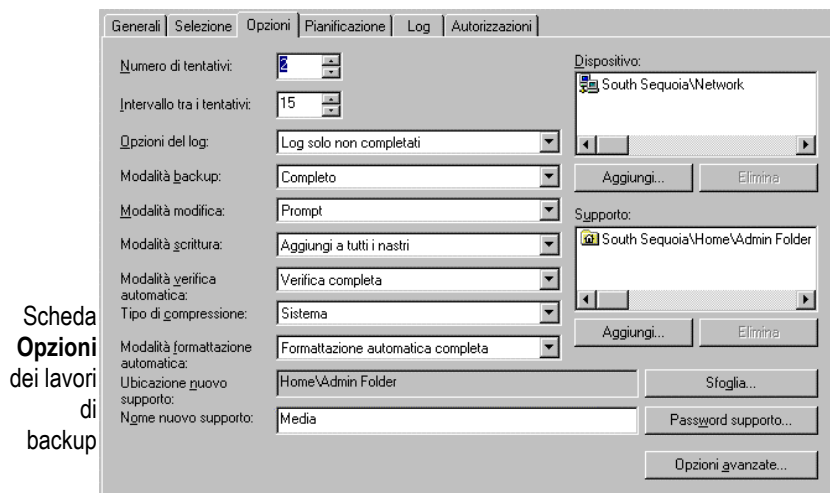 Generali Selezione Opzioni Pianificazione Log Autorizzazioni
Numero di tentativi: 2
Intervallo tra i tentativi: 15
Opzioni del log: Log solo non completati
Modalità backup: Completo
Modalità modifica: Prompt
Modalità scrittura: Aggiungi a tutti i nastri
Modalità verifica automatica: Verifica completa
Tipo di compressione: Sistema
Modalità formattazione automatica: Formattazione automatica completa
Ubicazione nuovo supporto: Home\Admin Folder
Nome nuovo supporto: Media
Dispositivo:
South Sequoia\Network
Aggiungi... Elimina
Supporto:
South Sequoia\Home\Admin Folder
Aggiungi... Elimina
Sfoglia...
Password supporto...
Opzioni avanzate...
Scheda
Opzioni
dei lavori
di
backup